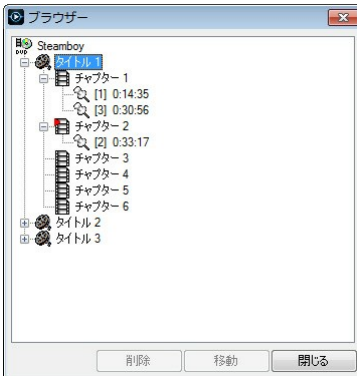 ブラウザー
DVD
Steamboy
タイトル 1
チャプター 1
[1] 0:14:35
[3] 0:30:56
チャプター 2
[2] 0:33:17
チャプター 3
チャプター 4
チャプター 5
チャプター 6
タイトル 2
タイトル 3
削除 移動 閉じる